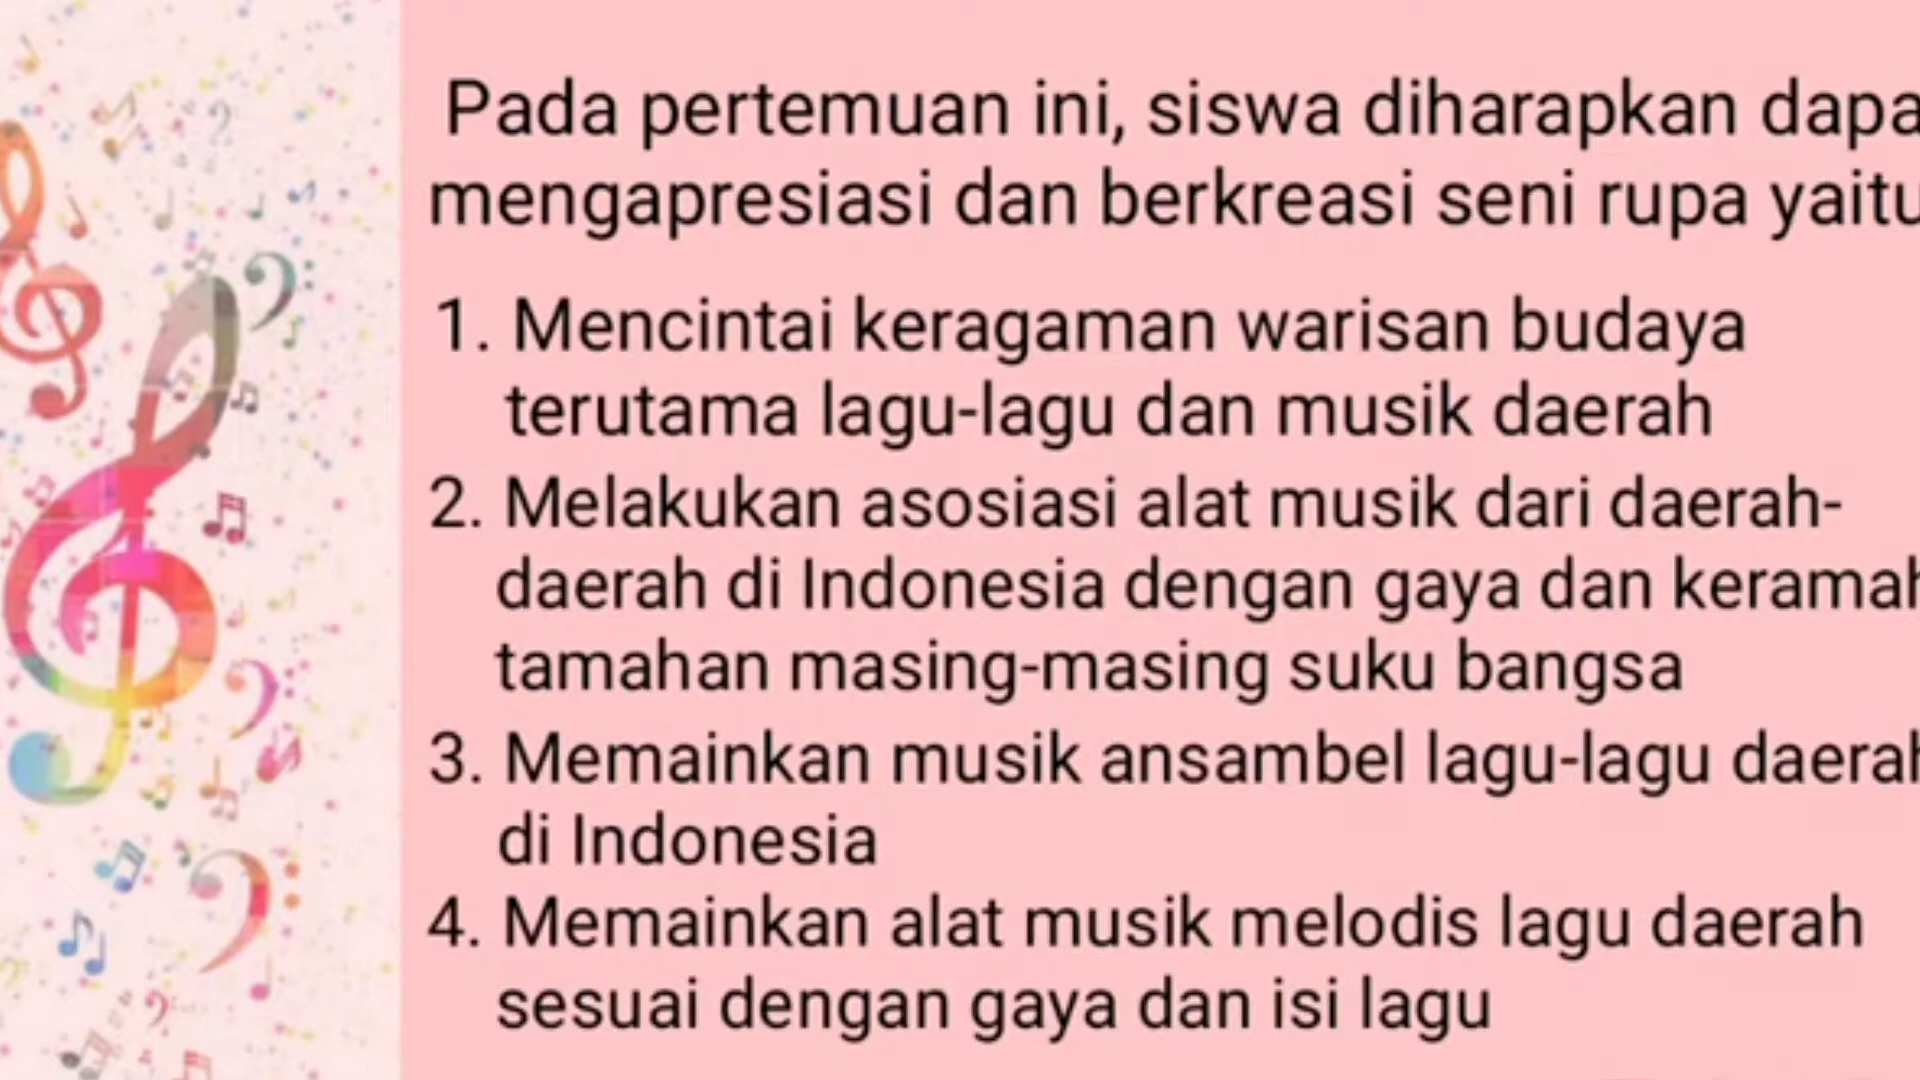 Pada pertemuan ini, siswa diharapkan dapa
mengapresiasi dan berkreasi seni rupa yaitu
1. Mencintai keragaman warisan budaya
terutama lagu-lagu dan musik daerah
2. Melakukan asosiasi alat musik dari daerah-
daerah di Indonesia dengan gaya dan keramah
tamahan masing-masing suku bangsa
3. Memainkan musik ansambel lagu-lagu daerah
di Indonesia
4. Memainkan alat musik melodis lagu daerah
sesuai dengan gaya dan isi lagu